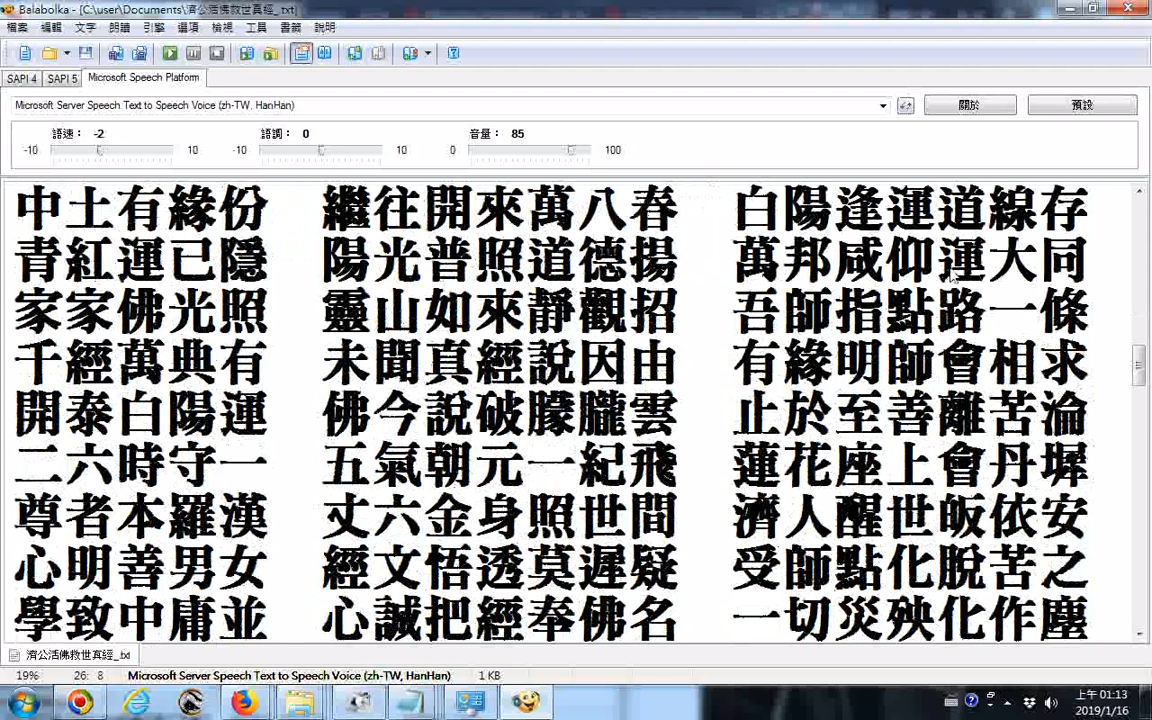 Balabolka - [C:\user\Documents\濟公活佛救世真經_.txt]
檔案 編輯 文字 朗讀 引擎 選項 檢視 工具 書籤 說明
SAPI 4 SAPI 5 Microsoft Speech Platform
Microsoft Server Speech Text to Speech Voice (zh-TW, HanHan) 關於 預設
語速： -2 語調： 0 音量： 85
-10 10 -10 10 0 100
中土有緣份 繼往開來萬八春 白陽逢運道線存
青紅運已隱 陽光普照道德揚 萬邦咸仰運大同
家家佛光照 靈山如來靜觀招 吾師指點路一條
千經萬典有 未聞真經說因由 有緣明師會相求
開泰白陽運 佛今說破朦朧雲 止於至善離苦淪
二六時守一 五氣朝元一紀飛 蓮花座上會丹墀
尊者本羅漢 丈六金身照世間 濟人醒世皈依安
心明善男女 經文悟透莫遲疑 受師點化脫苦之
學致中庸並 心誠把經奉佛名 一切災殃化作塵
濟公活佛救世真經_.txt
19% 26: 8 Microsoft Server Speech Text to Speech Voice (zh-TW, HanHan) 1 KB
上午 01:13
2019/1/16